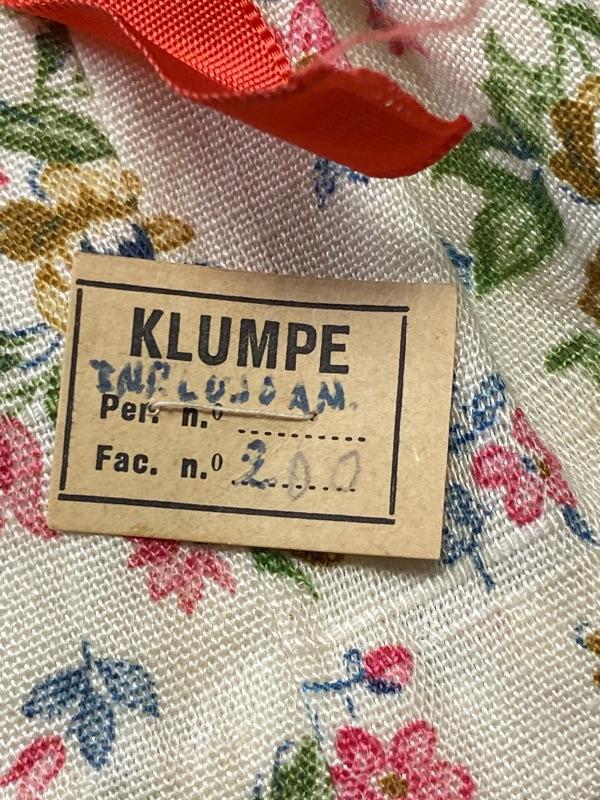 KLUMPE
Per. n.º
Fac. n.º 200